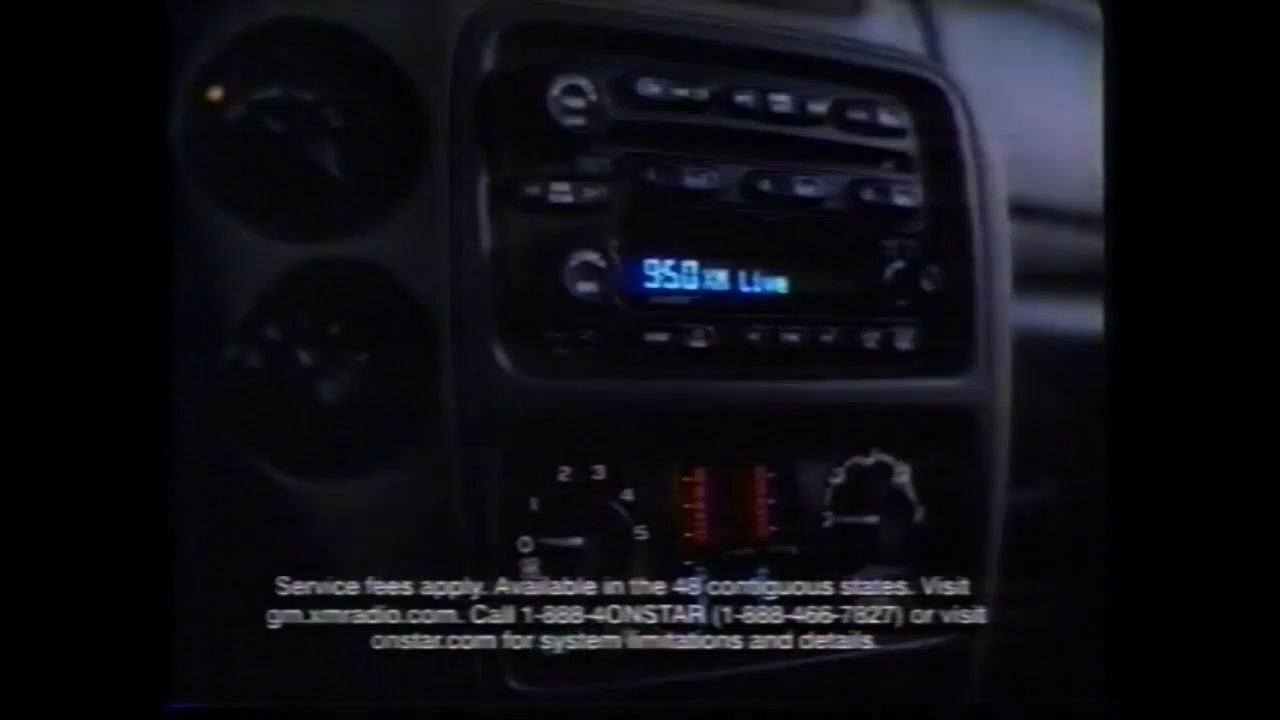 950 XM Live
2 3
1 4
0 5
Service fees apply. Available in the 48 contiguous states. Visit
gm.xmradio.com. Call 1-888-4ONSTAR (1-888-466-7827) or visit
onstar.com for system limitations and details.